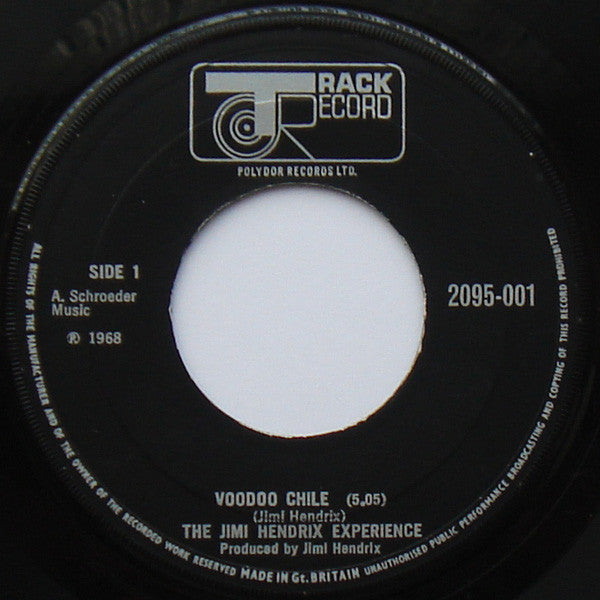 TRACK
RECORD
POLYDOR RECORDS LTD.
SIDE 1
A. Schroeder
Music
℗ 1968
2095-001
VOODOO CHILE (5.05)
(Jimi Hendrix)
THE JIMI HENDRIX EXPERIENCE
Produced by Jimi Hendrix
ALL RIGHTS OF THE MANUFACTURER AND OF THE OWNER OF THE RECORDED WORK RESERVED MADE IN Gt. BRITAIN UNAUTHORISED PUBLIC PERFORMANCE BROADCASTING AND COPYING OF THIS RECORD PROHIBITED